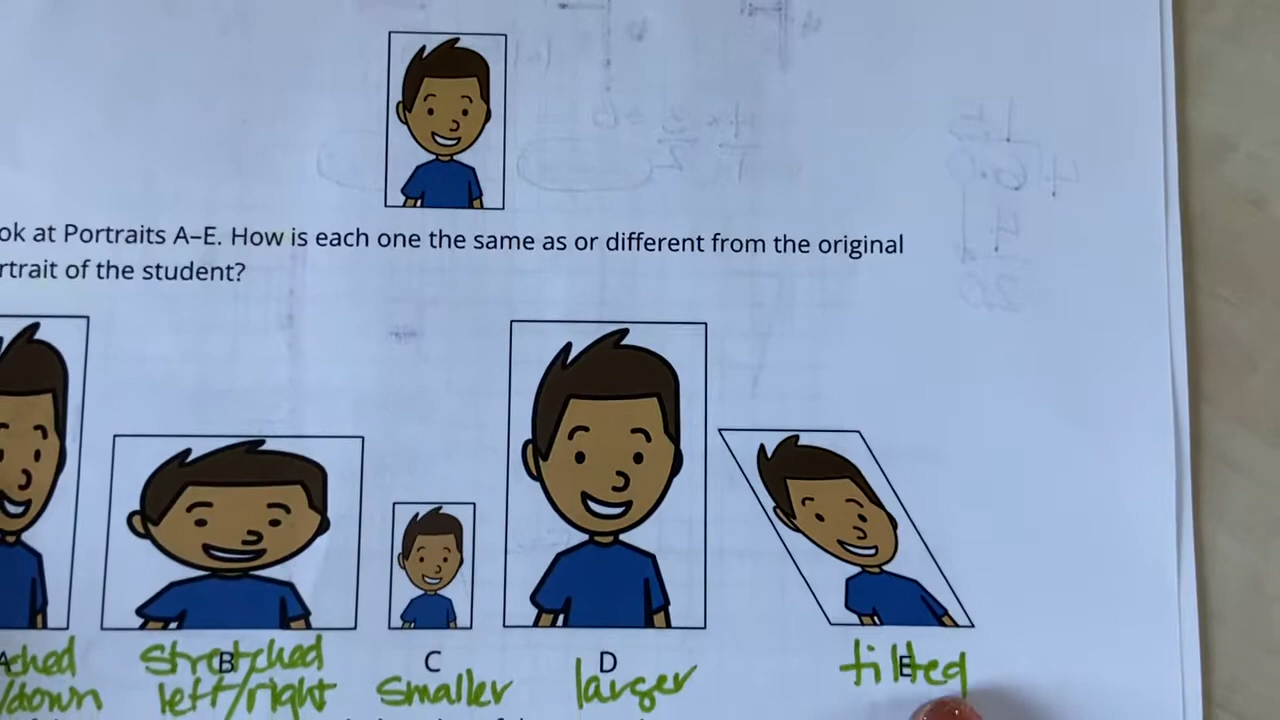 ok at Portraits A–E. How is each one the same as or different from the original
rtrait of the student?
A B C D E
ched stretched smaller larger tilted
/down left/right